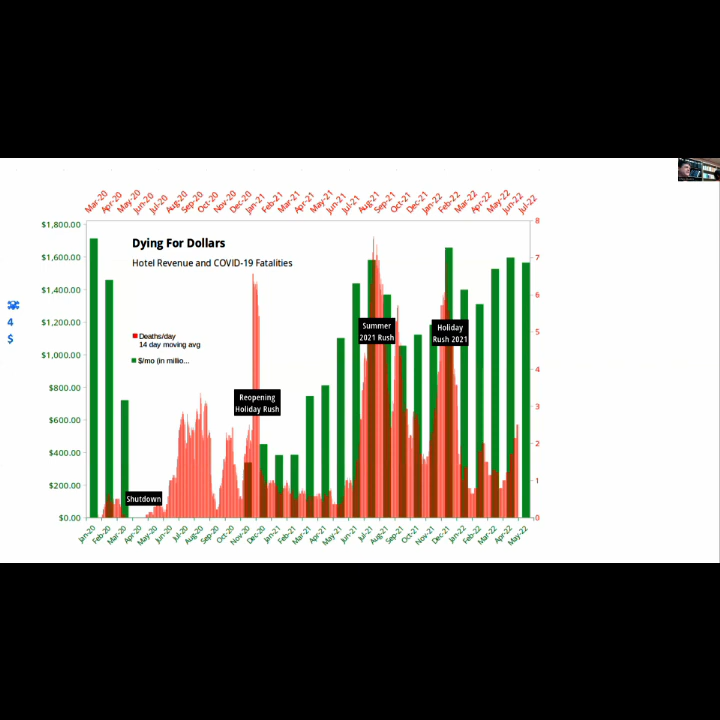 Mar-20 Apr-20 May-20 Jun-20 Jul-20 Aug-20 Sep-20 Oct-20 Nov-20 Dec-20 Jan-21 Feb-21 Mar-21 Apr-21 May-21 Jun-21 Jul-21 Aug-21 Sep-21 Oct-21 Dec-21 Jan-22 Feb-22 Mar-22 Apr-22 May-22 Jun-22 Jul-22
$1,800.00
8
Dying For Dollars
Hotel Revenue and COVID-19 Fatalities
$1,600.00
7
$1,400.00
6
4
$
$1,200.00
5
Summer
2021 Rush
Holiday
Rush 2021
Deaths/day
14 day moving avg
$/mo (in millio...
$1,000.00
4
$800.00
Reopening
Holiday Rush
3
$600.00
$400.00
2
$200.00
1
Shutdown
$0.00
0
Jan-20 Feb-20 Mar-20 Apr-20 May-20 Jun-20 Jul-20 Aug-20 Sep-20 Oct-20 Nov-20 Dec-20 Jan-21 Feb-21 Mar-21 Apr-21 May-21 Jun-21 Jul-21 Aug-21 Sep-21 Oct-21 Nov-21 Dec-21 Jan-22 Feb-22 Mar-22 Apr-22 May-22